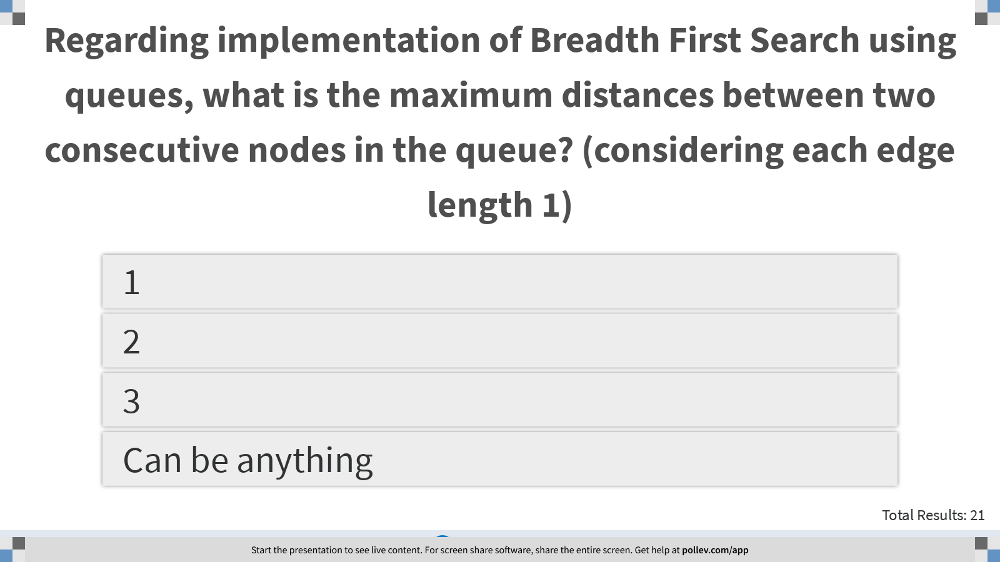 Regarding implementation of Breadth First Search using
queues, what is the maximum distances between two
consecutive nodes in the queue? (considering each edge
length 1)
1
2
3
Can be anything
Total Results: 21
Start the presentation to see live content. For screen share software, share the entire screen. Get help at pollev.com/app